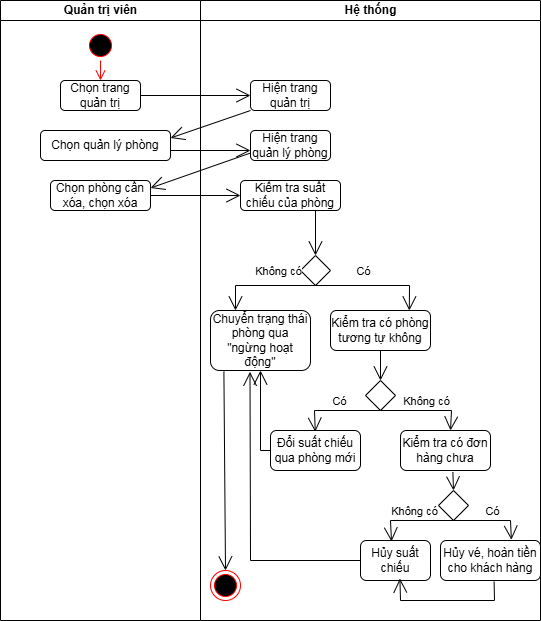 Quản trị viên
Hệ thống
Chọn trang
quản trị
Hiện trang
quản trị
Chọn quản lý phòng
Hiện trang
quản lý phòng
Chọn phòng cần
xóa, chọn xóa
Kiểm tra suất
chiếu của phòng
Không có
Có
Chuyển trạng thái
phòng qua
"ngừng hoạt
động"
Kiểm tra có phòng
tương tự không
Có
Không có
Đổi suất chiếu
qua phòng mới
Kiểm tra có đơn
hàng chưa
Không có
Có
Hủy suất
chiếu
Hủy vé, hoàn tiền
cho khách hàng